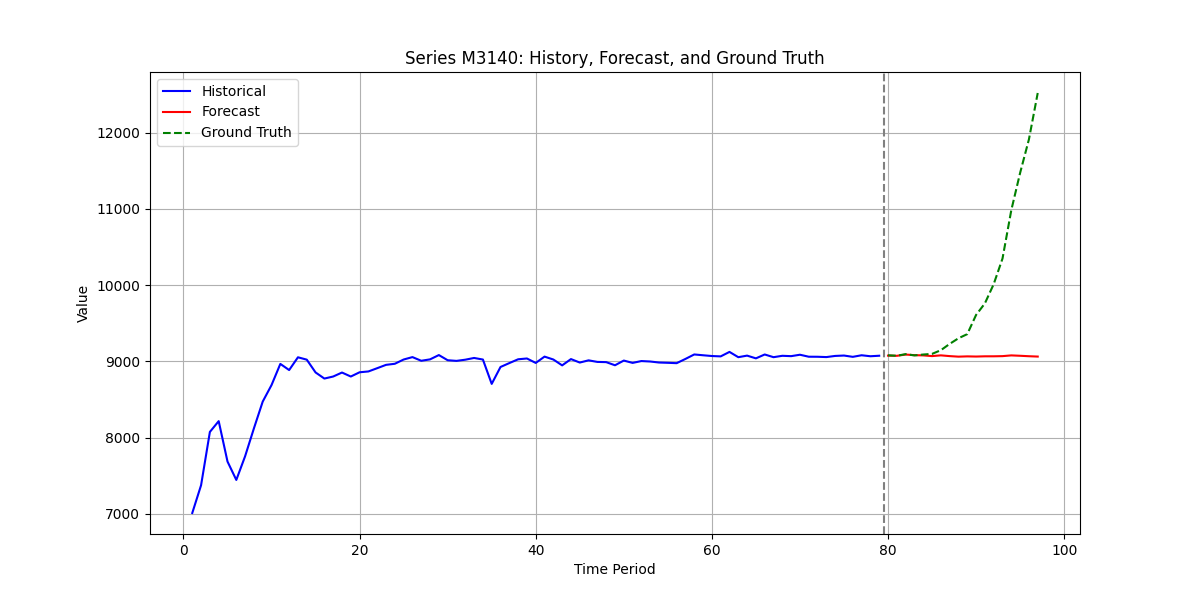 Series M3140: History, Forecast, and Ground Truth
Historical
Forecast
Ground Truth
12000
11000
10000
9000
8000
7000
Value
0 20 40 60 80 100
Time Period